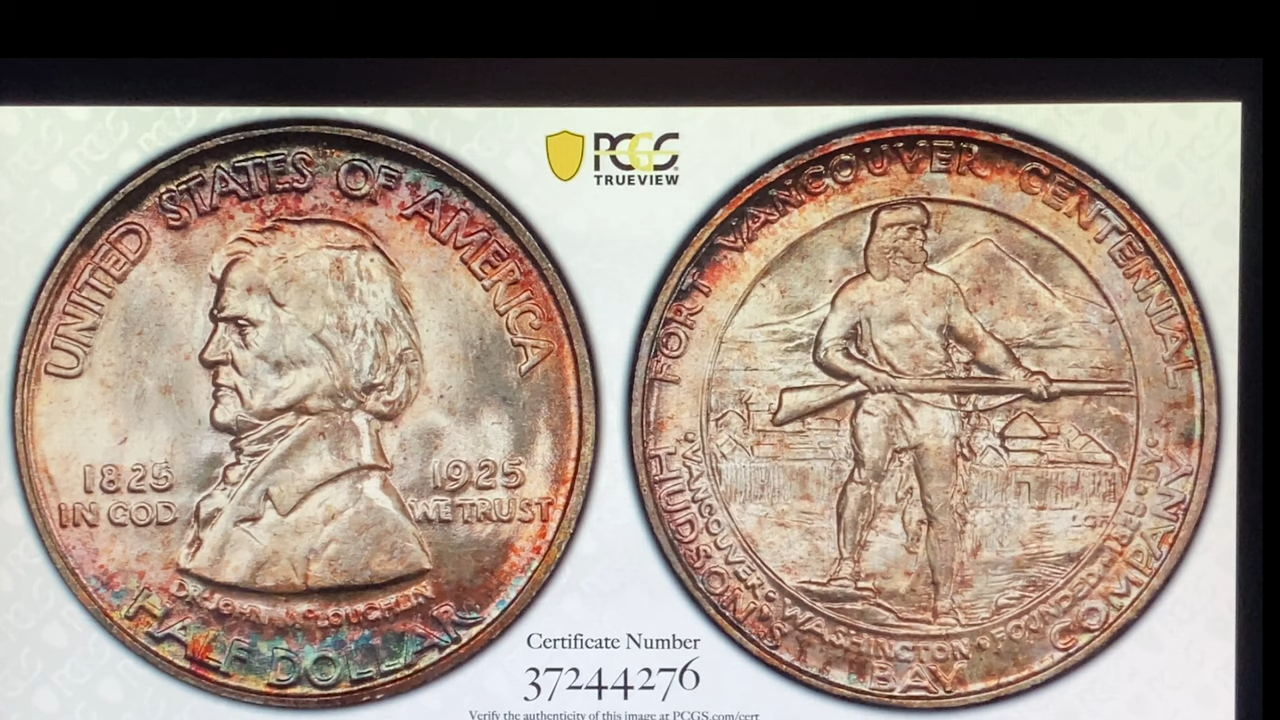 PCGS
TRUEVIEW
UNITED STATES OF AMERICA
1825
1925
IN GOD
WE TRUST
DR JOHN McLOUGHLIN
HALF DOLLAR
FORT VANCOUVER CENTENNIAL
VANCOUVER • WASHINGTON • FOUNDED • 1825 • BY •
HUDSON'S BAY COMPANY
LGF
Certificate Number
37244276
Verify the authenticity of this image at PCGS.com/cert